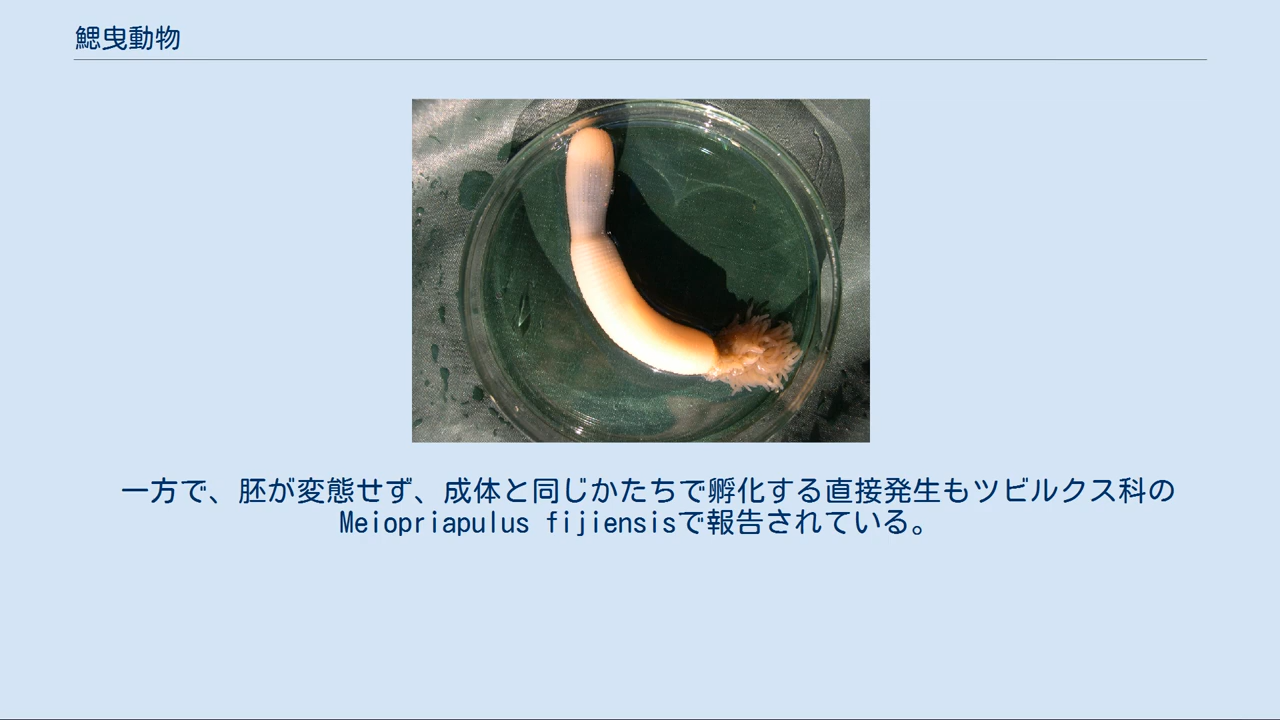 鰓曳動物
一方で、胚が変態せず、成体と同じかたちで孵化する直接発生もツビルクス科の
Meiopriapulus fijiensisで報告されている。